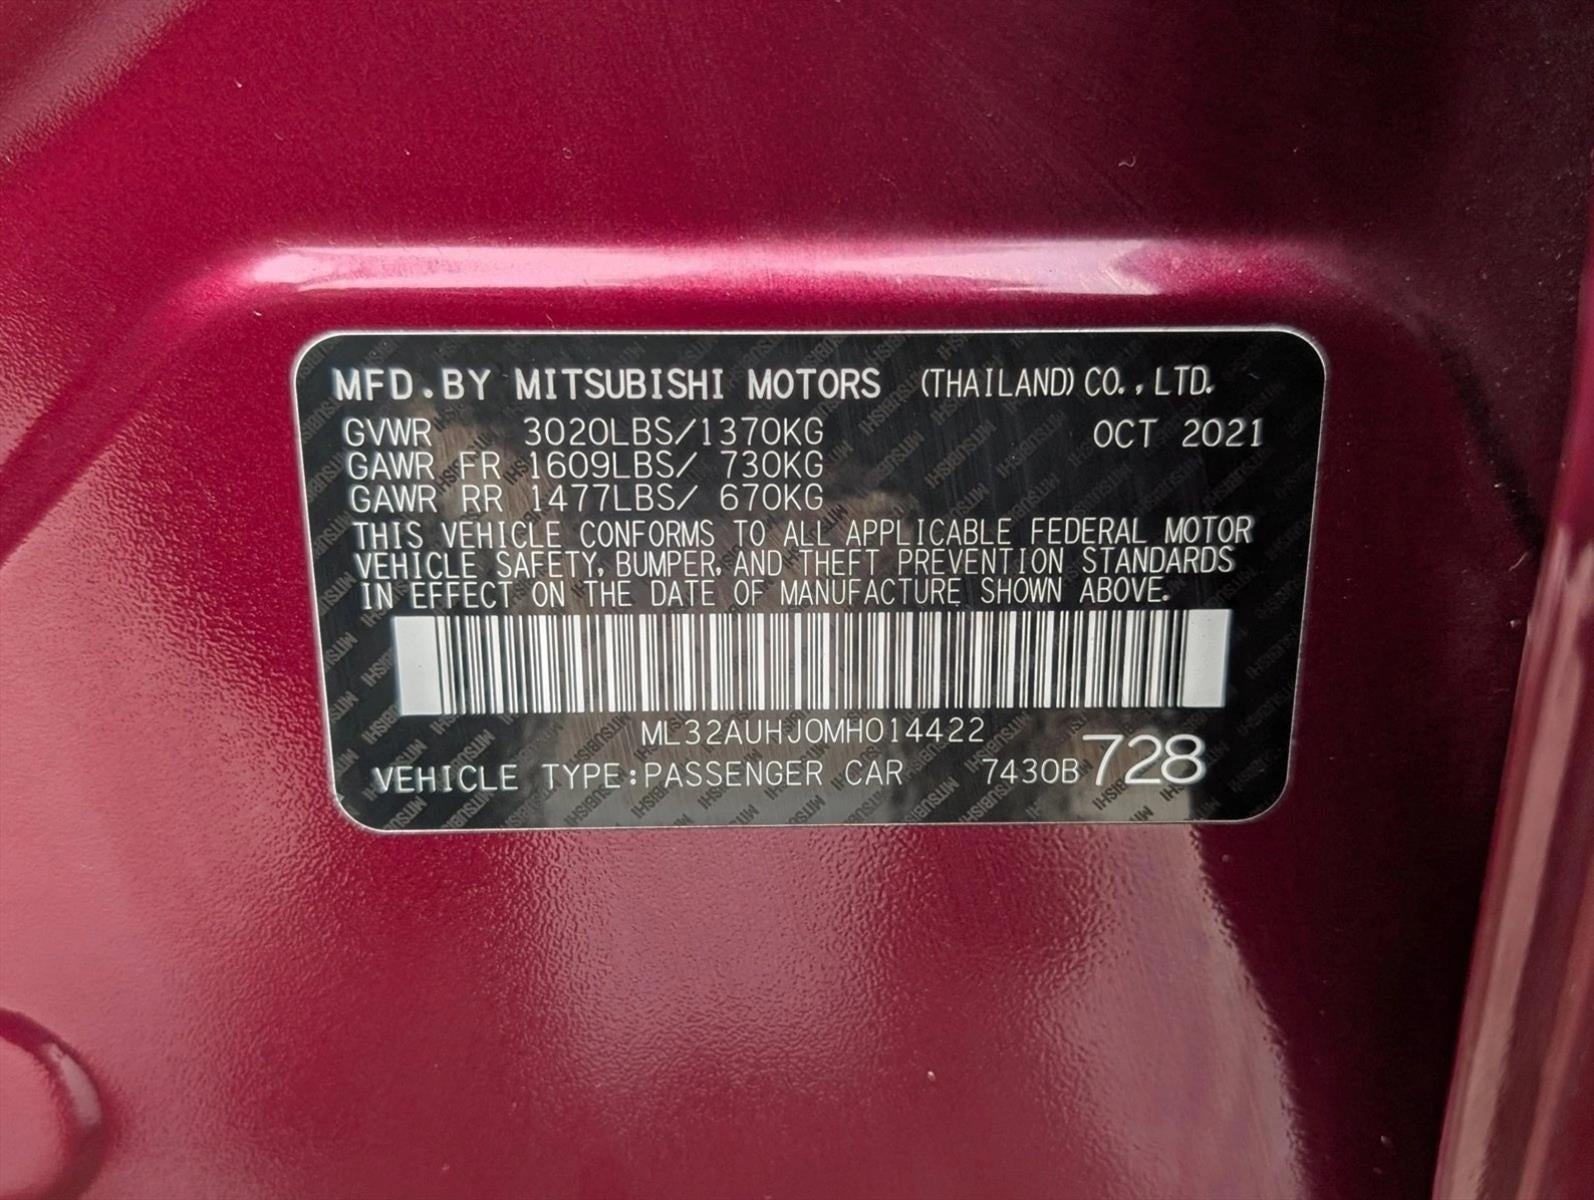 MFD.BY MITSUBISHI MOTORS (THAILAND) CO.,LTD.
GVWR 3020LBS/1370KG OCT 2021
GAWR FR 1609LBS/ 730KG
GAWR RR 1477LBS/ 670KG
THIS VEHICLE CONFORMS TO ALL APPLICABLE FEDERAL MOTOR
VEHICLE SAFETY, BUMPER, AND THEFT PREVENTION STANDARDS
IN EFFECT ON THE DATE OF MANUFACTURE SHOWN ABOVE.
ML32AUHJ0MH014422
VEHICLE TYPE:PASSENGER CAR 7430B 728